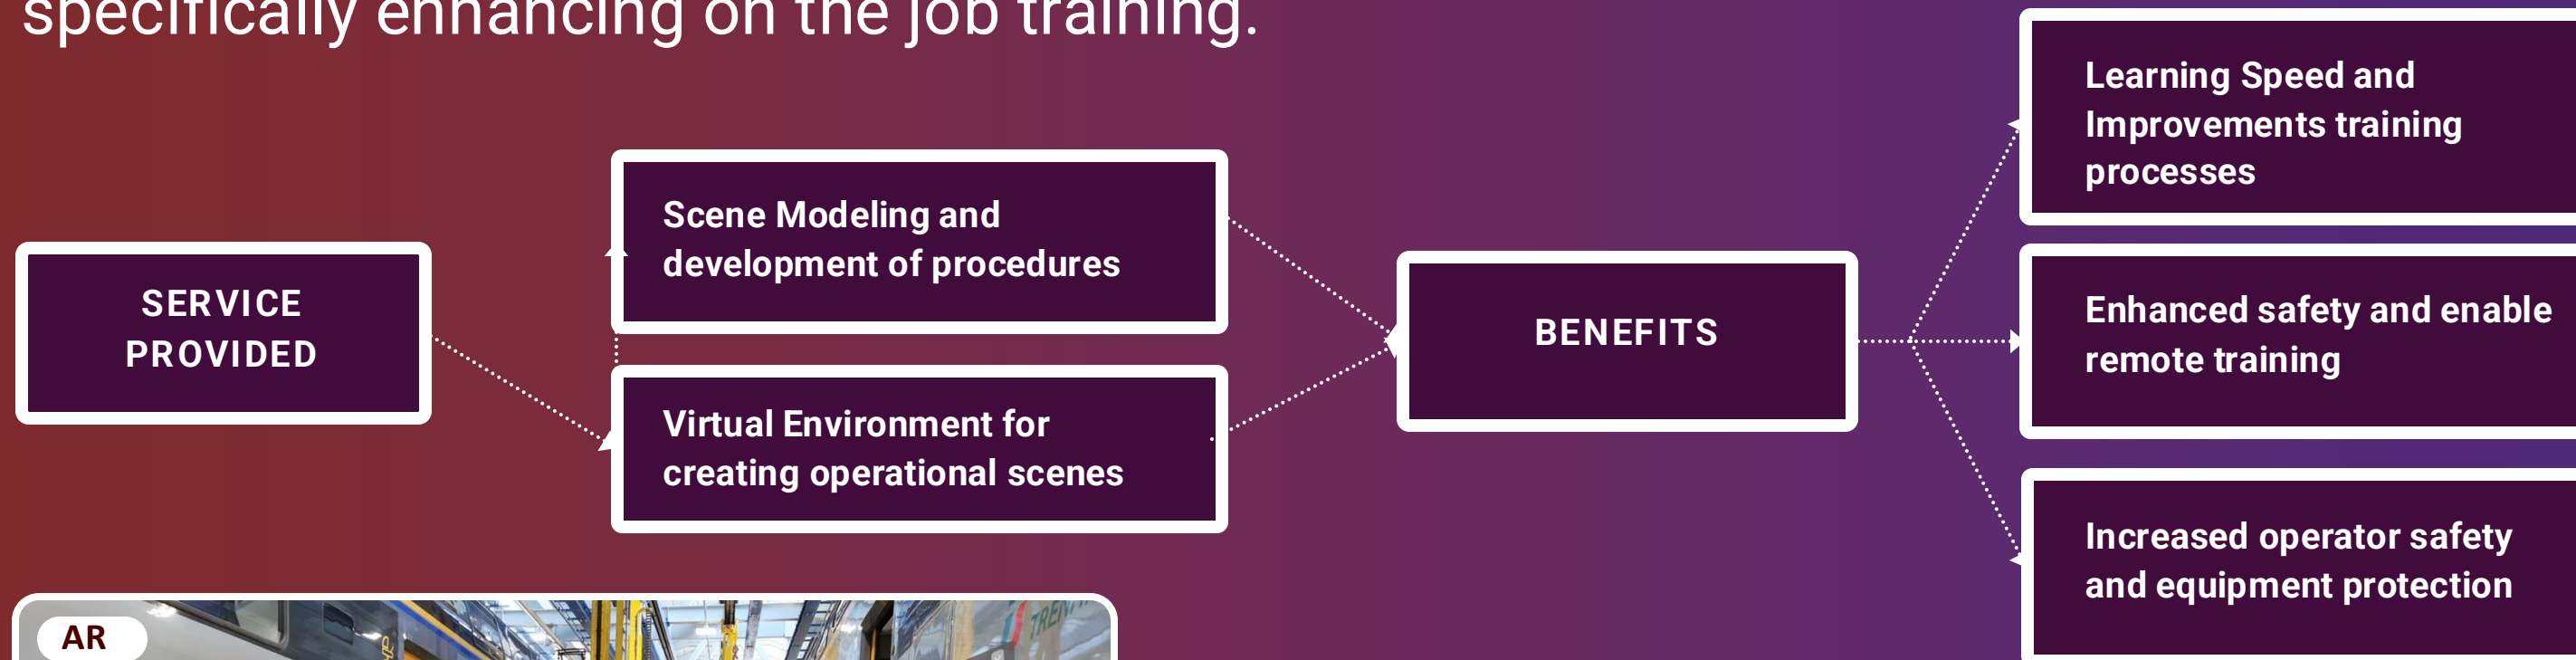 specifically enhancing on the job training.
SERVICE
PROVIDED
Scene Modeling and
development of procedures
Virtual Environment for
creating operational scenes
BENEFITS
Learning Speed and
Improvements training
processes
Enhanced safety and enable
remote training
Increased operator safety
and equipment protection
AR